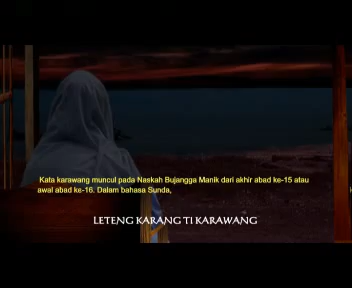 Kata karawang muncul pada Naskah Bujangga Manik dari akhir abad ke-15 atau
awal abad ke-16. Dalam bahasa Sunda,
LETENG KARANG TI KARAWANG